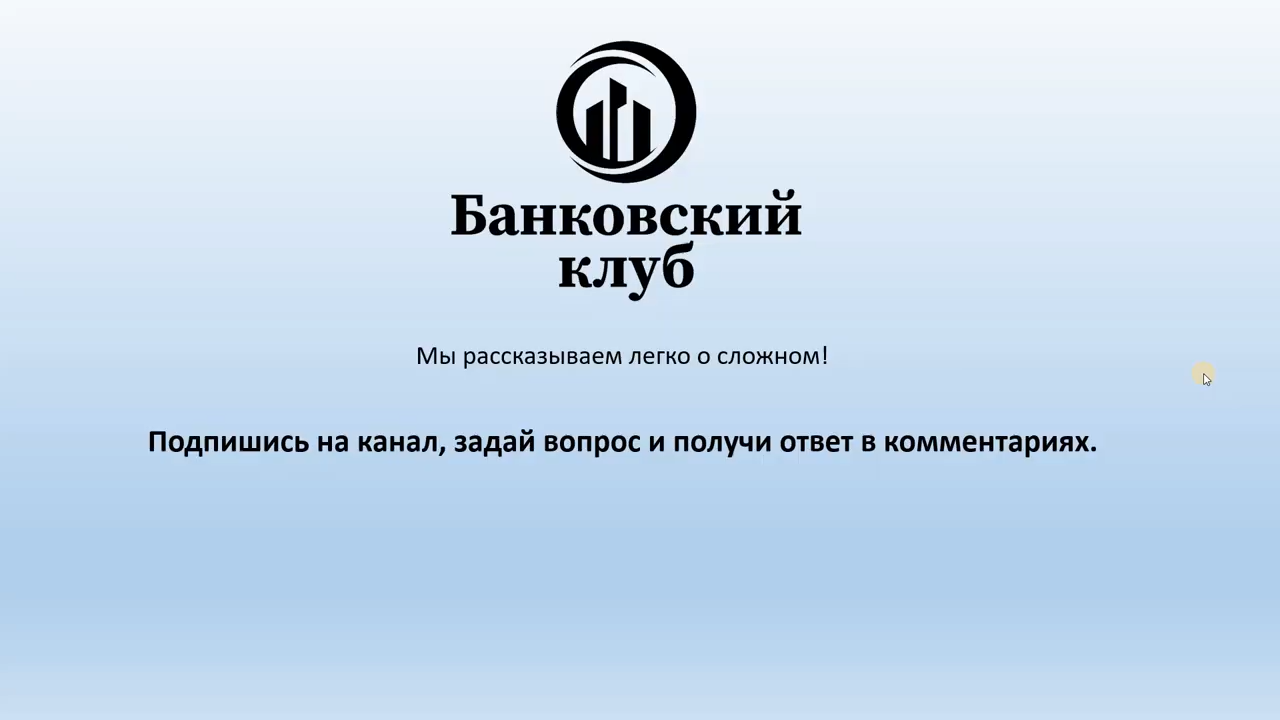 Банковский
клуб
Мы рассказываем легко о сложном!
Подпишись на канал, задай вопрос и получи ответ в комментариях.